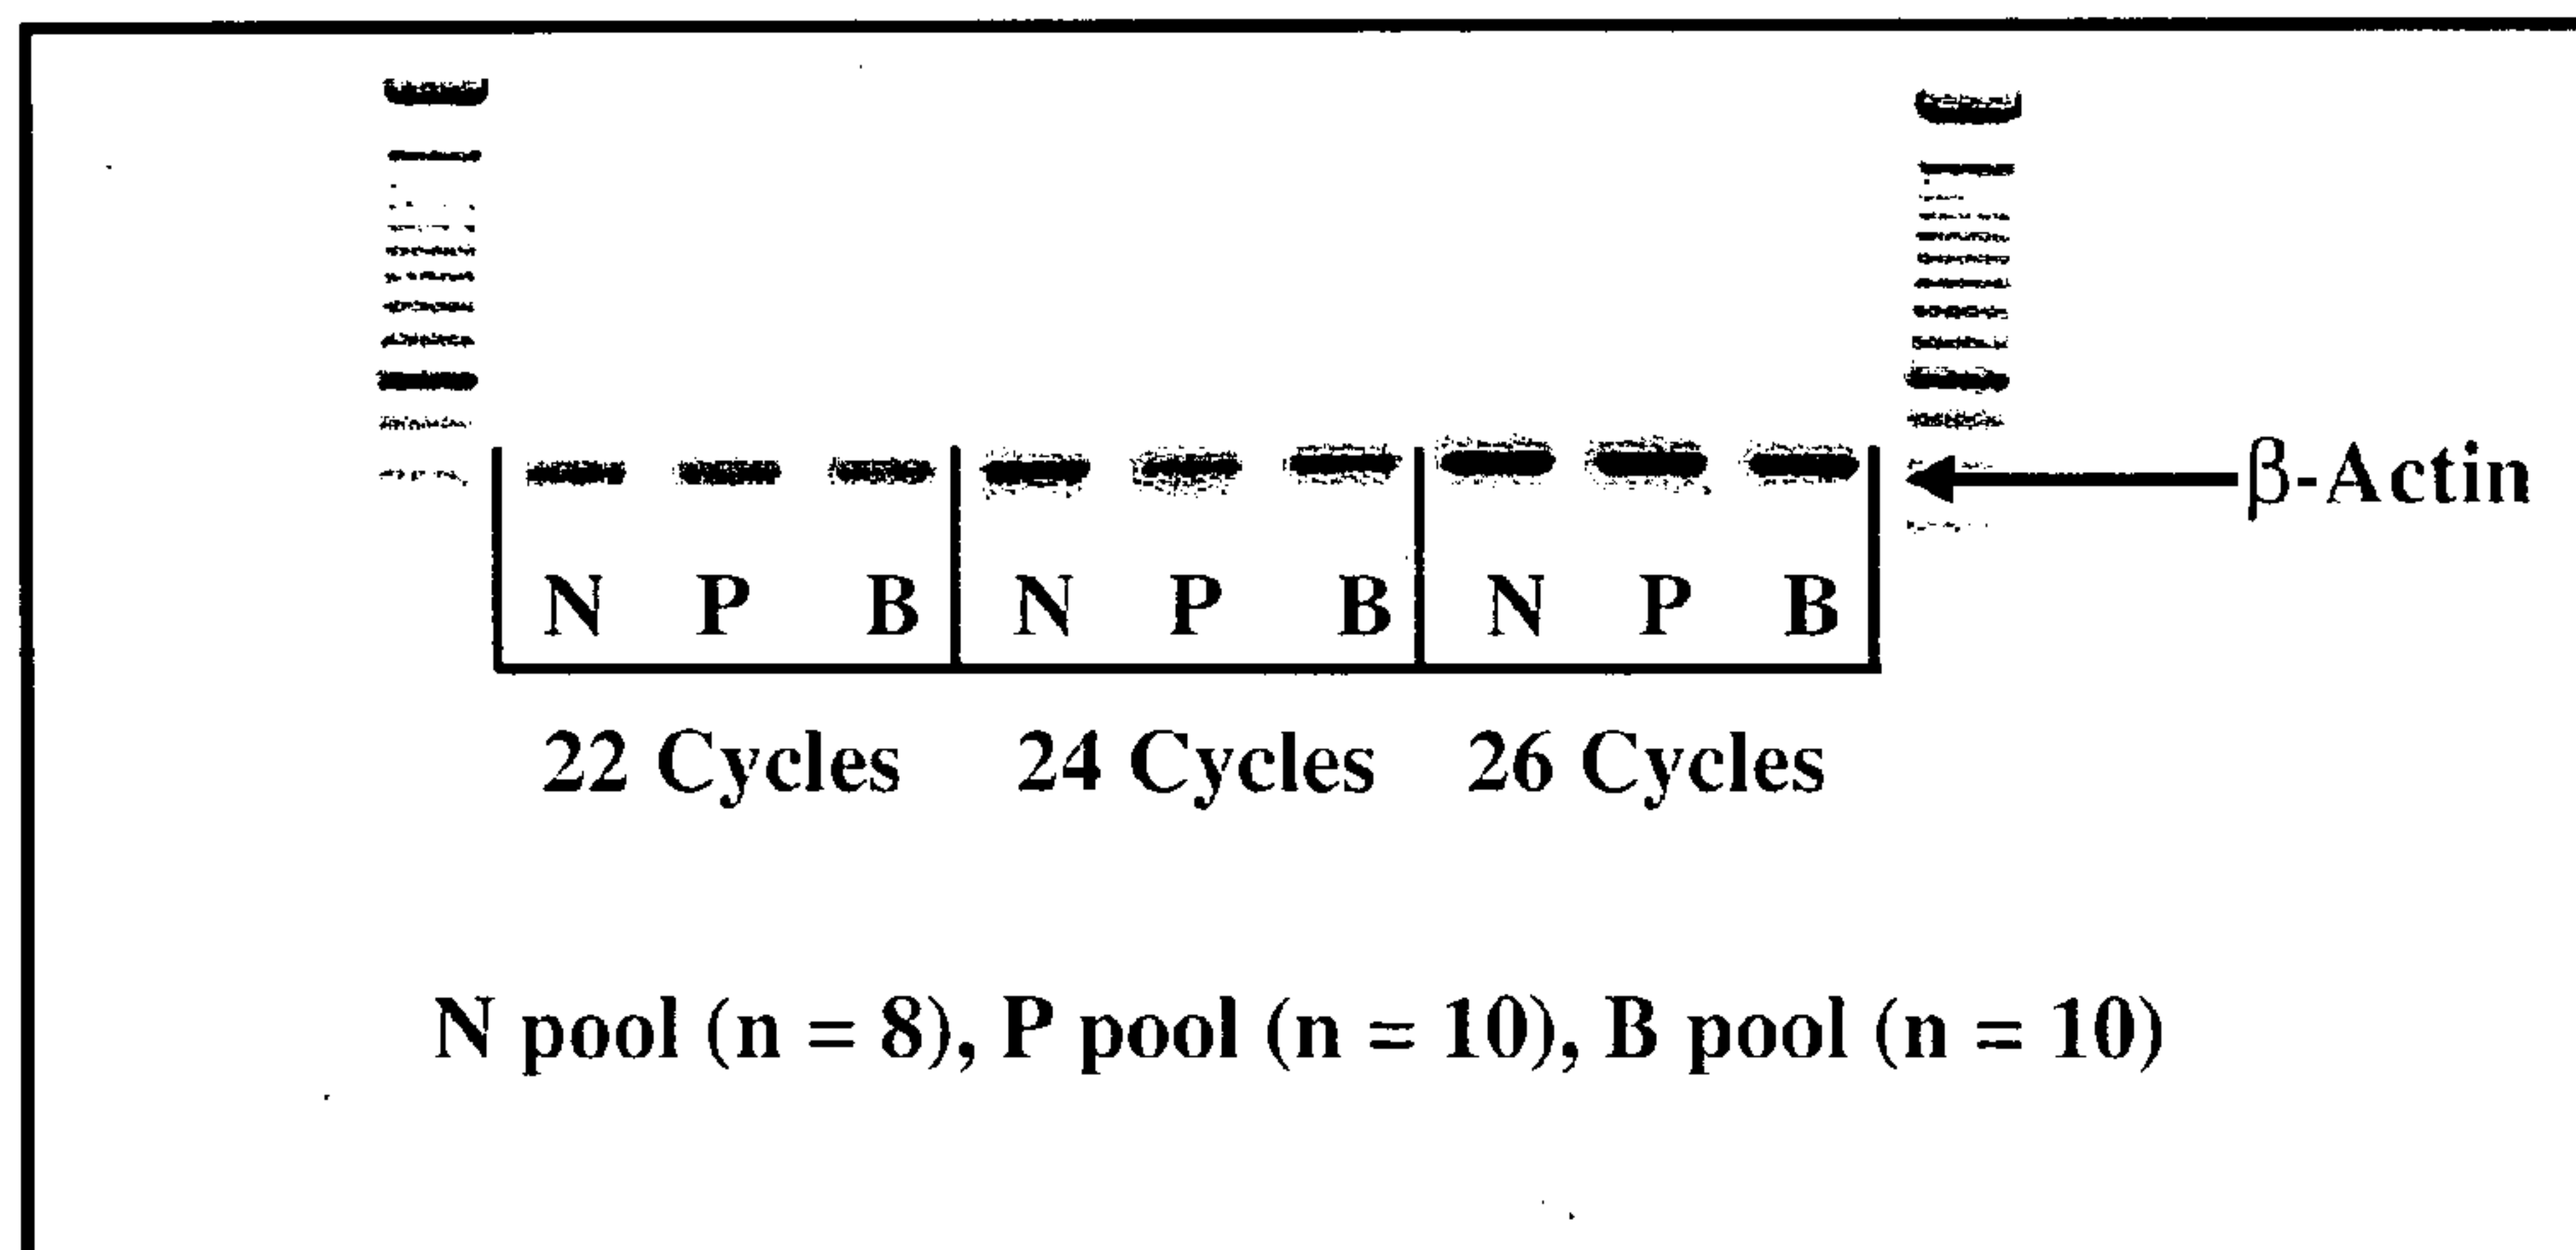 β-Actin
N P B N P B N P B
22 Cycles 24 Cycles 26 Cycles
N pool (n = 8), P pool (n = 10), B pool (n = 10)